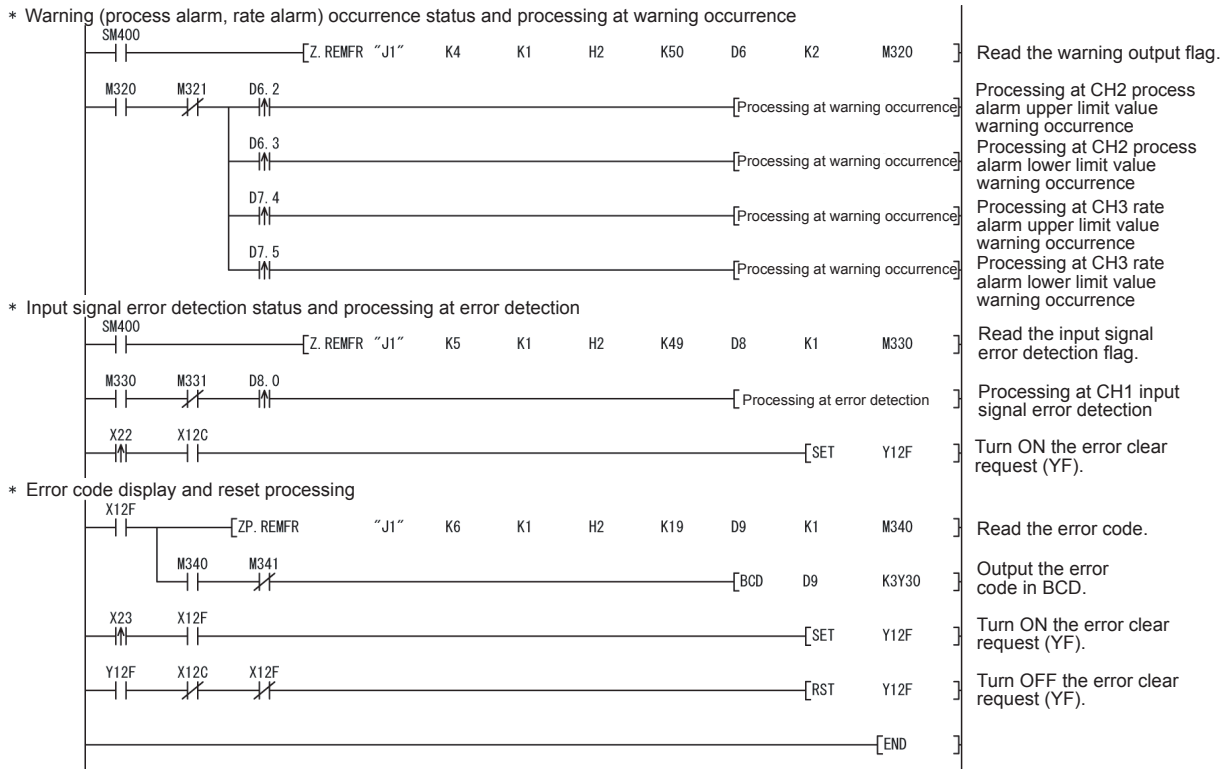 * Warning (process alarm, rate alarm) occurrence status and processing at warning occurrence
SM400
Z. REMFR "J1" K4 K1 H2 K50 D6 K2 M320 Read the warning output flag.
M320 M321 D6. 2
Processing at warning occurrence
Processing at CH2 process
alarm upper limit value
warning occurrence
D6. 3
Processing at warning occurrence
Processing at CH2 process
alarm lower limit value
warning occurrence
D7. 4
Processing at warning occurrence
Processing at CH3 rate
alarm upper limit value
warning occurrence
D7. 5
Processing at warning occurrence
Processing at CH3 rate
alarm lower limit value
warning occurrence
* Input signal error detection status and processing at error detection
SM400
Z. REMFR "J1" K5 K1 H2 K49 D8 K1 M330
Read the input signal
error detection flag.
M330 M331 D8. 0
Processing at error detection
Processing at CH1 input
signal error detection
X22 X12C
SET Y12F
Turn ON the error clear
request (YF).
* Error code display and reset processing
X12F
ZP. REMFR "J1" K6 K1 H2 K19 D9 K1 M340 Read the error code.
M340 M341
BCD D9 K3Y30
Output the error
code in BCD.
X23 X12F
SET Y12F
Turn ON the error clear
request (YF).
Y12F X12C X12F
RST Y12F
Turn OFF the error clear
request (YF).
END